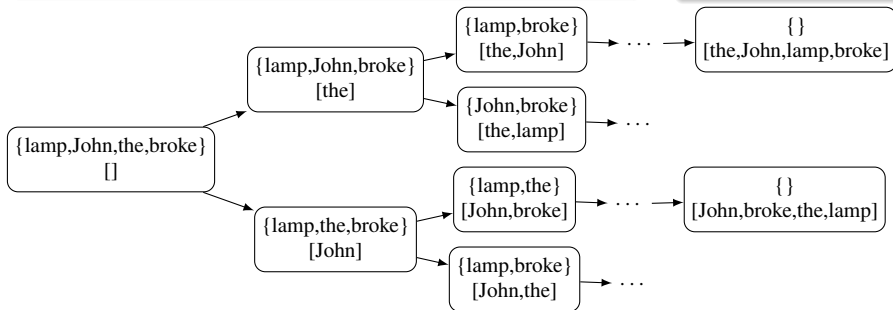 {lamp,John,the,broke}
[]
{lamp,John,broke}
[the]
{lamp,the,broke}
[John]
{lamp,broke}
[the,John]
{John,broke}
[the,lamp]
{lamp,the}
[John,broke]
{lamp,broke}
[John,the]
...
...
...
...
{}
[the,John,lamp,broke]
{}
[John,broke,the,lamp]